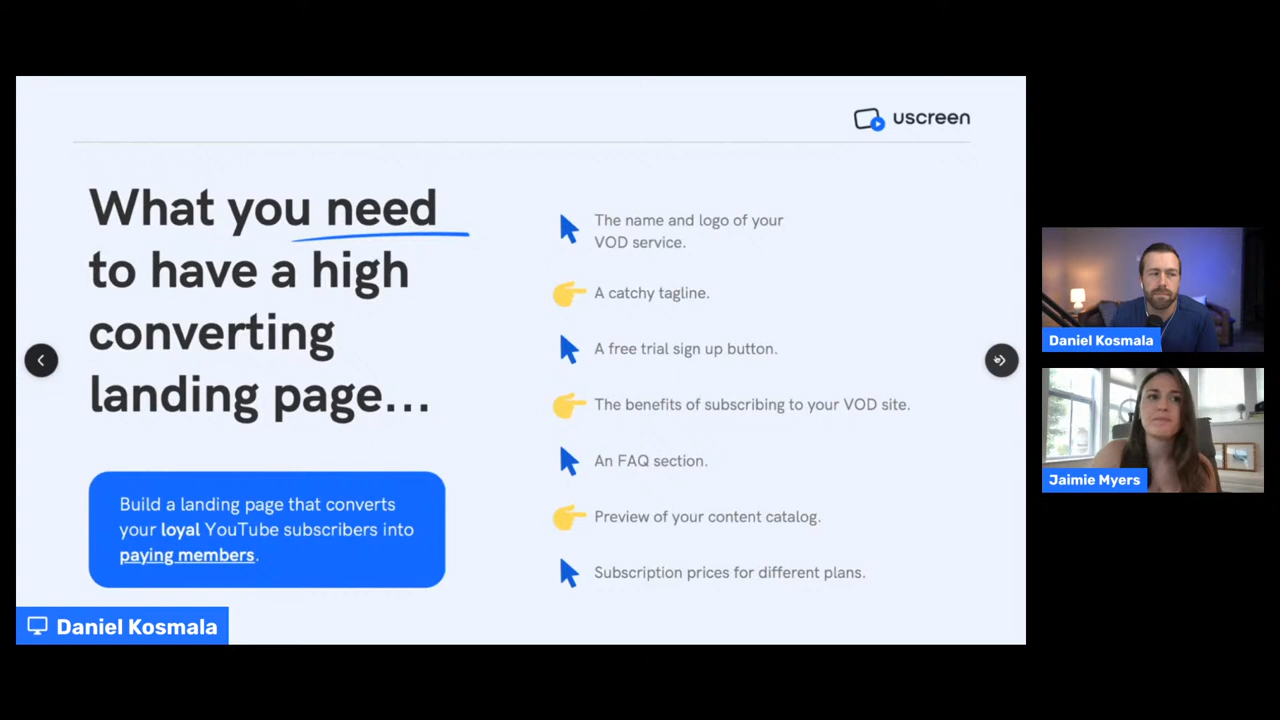 uscreen
What you need
to have a high
converting
landing page...
Build a landing page that converts
your loyal YouTube subscribers into
paying members.
The name and logo of your
VOD service.
A catchy tagline.
A free trial sign up button.
The benefits of subscribing to your VOD site.
An FAQ section.
Preview of your content catalog.
Subscription prices for different plans.
Daniel Kosmala
Daniel Kosmala
Jaimie Myers